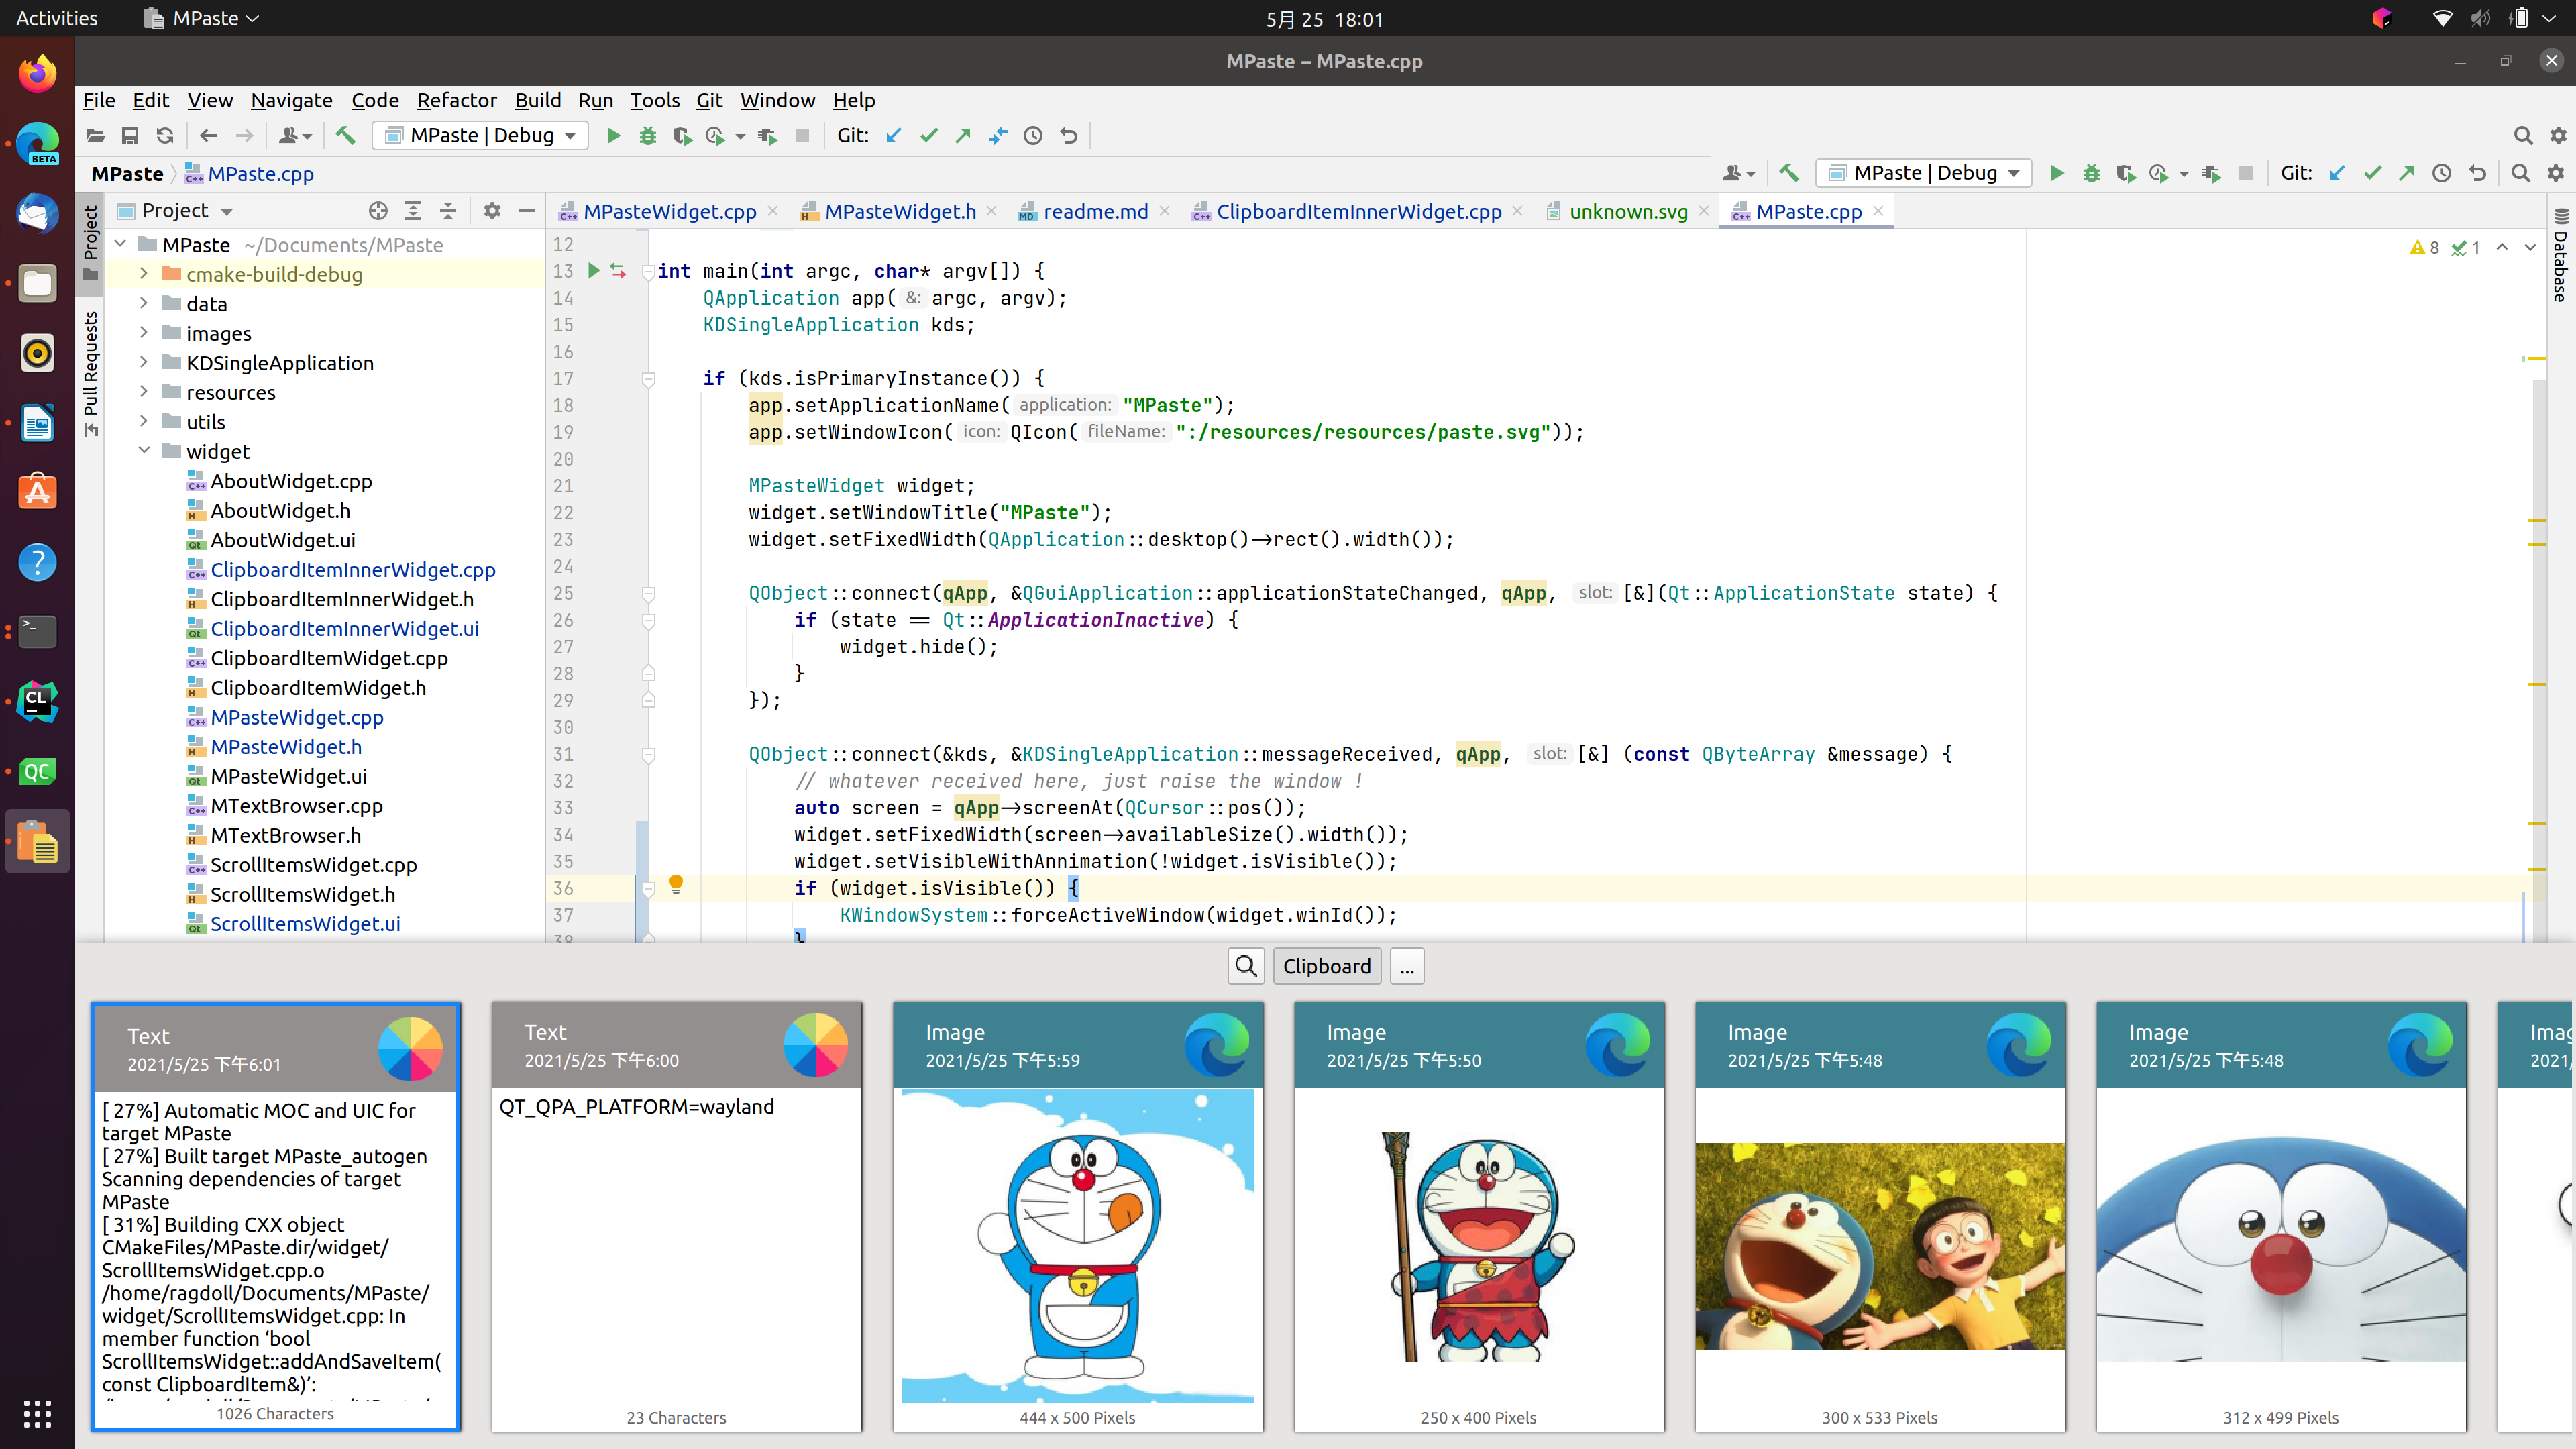 Activities
MPaste
5月 25 18:01
MPaste – MPaste.cpp
File Edit View Navigate Code Refactor Build Run Tools Git Window Help
MPaste | Debug
Git:
MPaste
MPaste.cpp
MPaste | Debug
Git:
Project
Pull Requests
Database
BETA
Project
MPasteWidget.cpp
MPasteWidget.h
readme.md
ClipboardItemInnerWidget.cpp
unknown.svg
MPaste.cpp
MPaste ~/Documents/MPaste
cmake-build-debug
data
images
KDSingleApplication
resources
utils
widget
AboutWidget.cpp
AboutWidget.h
AboutWidget.ui
ClipboardItemInnerWidget.cpp
ClipboardItemInnerWidget.h
ClipboardItemInnerWidget.ui
ClipboardItemWidget.cpp
ClipboardItemWidget.h
MPasteWidget.cpp
MPasteWidget.h
MPasteWidget.ui
MTextBrowser.cpp
MTextBrowser.h
ScrollItemsWidget.cpp
ScrollItemsWidget.h
ScrollItemsWidget.ui
8 1
12
13 int main(int argc, char* argv[]) {
14 QApplication app( &: argc, argv);
15 KDSingleApplication kds;
16
17 if (kds.isPrimaryInstance()) {
18 app.setApplicationName( application: "MPaste");
19 app.setWindowIcon( icon: QIcon( fileName: ":/resources/resources/paste.svg"));
20
21 MPasteWidget widget;
22 widget.setWindowTitle("MPaste");
23 widget.setFixedWidth(QApplication::desktop()->rect().width());
24
25 QObject::connect(qApp, &QGuiApplication::applicationStateChanged, qApp, slot: [&](Qt::ApplicationState state) {
26 if (state == Qt::ApplicationInactive) {
27 widget.hide();
28 }
29 });
30
31 QObject::connect(&kds, &KDSingleApplication::messageReceived, qApp, slot: [&] (const QByteArray &message) {
32 // whatever received here, just raise the window !
33 auto screen = qApp->screenAt(QCursor::pos());
34 widget.setFixedWidth(screen->availableSize().width());
35 widget.setVisibleWithAnnimation(!widget.isVisible());
36 if (widget.isVisible()) {
37 KWindowSystem::forceActiveWindow(widget.winId());
38 }
Clipboard
...
Text
2021/5/25 下午6:01
[ 27%] Automatic MOC and UIC for
target MPaste
[ 27%] Built target MPaste_autogen
Scanning dependencies of target
MPaste
[ 31%] Building CXX object
CMakeFiles/MPaste.dir/widget/
ScrollItemsWidget.cpp.o
/home/ragdoll/Documents/MPaste/
widget/ScrollItemsWidget.cpp: In
member function ‘bool
ScrollItemsWidget::addAndSaveItem(
const ClipboardItem&)’:
1026 Characters
Text
2021/5/25 下午6:00
QT_QPA_PLATFORM=wayland
23 Characters
Image
2021/5/25 下午5:59
444 x 500 Pixels
Image
2021/5/25 下午5:50
250 x 400 Pixels
Image
2021/5/25 下午5:48
300 x 533 Pixels
Image
2021/5/25 下午5:48
312 x 499 Pixels